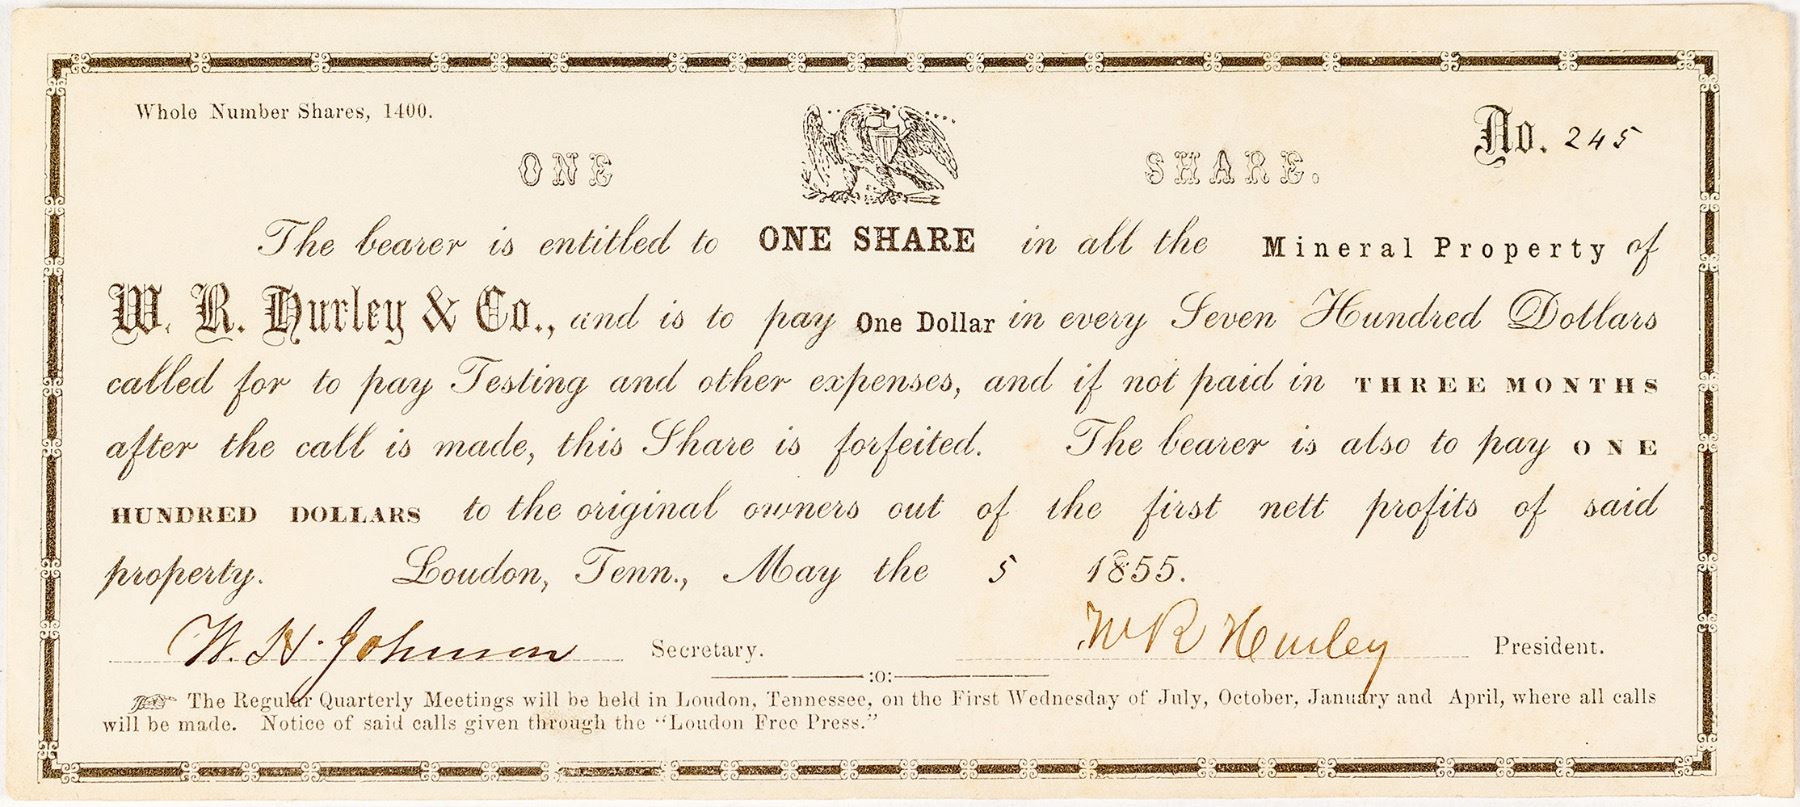 Whole Number Shares, 1400.
No. 245
ONE SHARE.
The bearer is entitled to ONE SHARE in all the Mineral Property of
W. R. Hurley & Co., and is to pay One Dollar in every Seven Hundred Dollars
called for to pay Testing and other expenses, and if not paid in THREE MONTHS
after the call is made, this Share is forfeited. The bearer is also to pay ONE
HUNDRED DOLLARS to the original owners out of the first nett profits of said
property. Loudon, Tenn., May the 5 1855.
W. H. Johnson Secretary. W R Hurley President.
:o:
The Regular Quarterly Meetings will be held in Loudon, Tennessee, on the First Wednesday of July, October, January and April, where all calls
will be made. Notice of said calls given through the "Loudon Free Press."